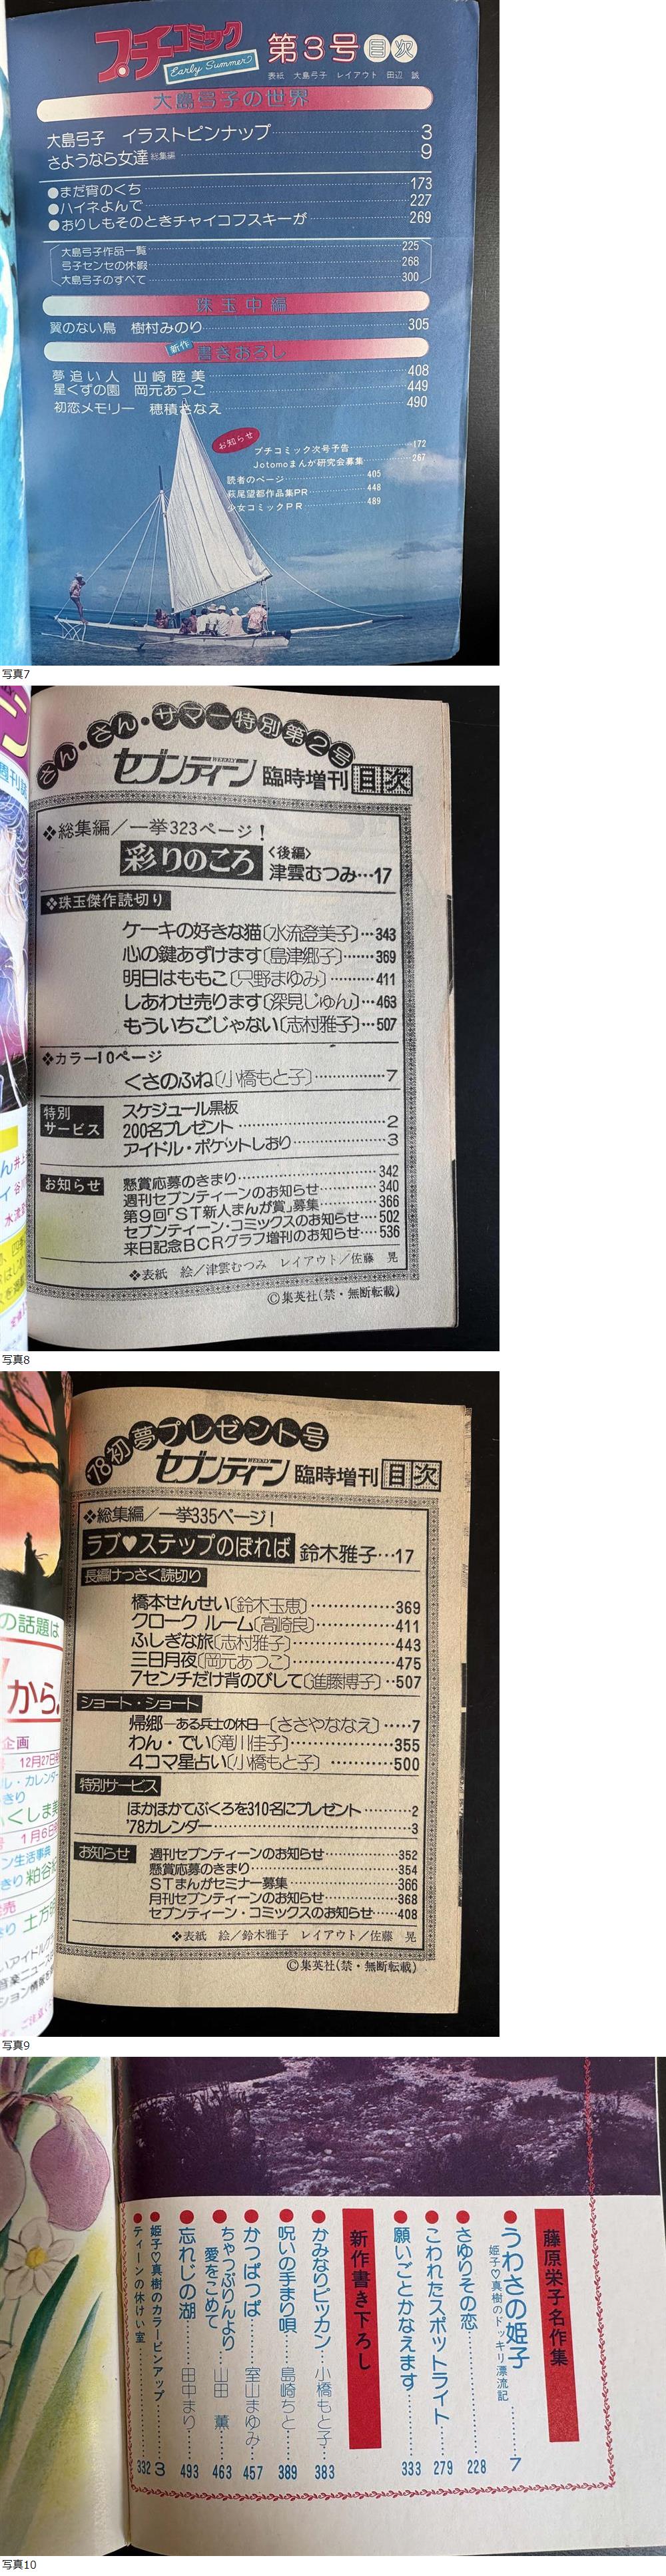 プチコミック
Early Summer
第3号目次
表紙 大島弓子 レイアウト 田辺 誠
大島弓子の世界
大島弓子 イラストピンナップ 3
さようなら女達 総集編 9
●まだ宵のくち 173
●ハイネよんで 227
●おりしもそのときチャイコフスキーが 269
大島弓子作品一覧 225
弓子センセの休暇 268
大島弓子のすべて 300
珠玉中編
翼のない鳥 樹村みのり 305
新作 書きおろし
夢追い人 山崎睦美 408
星くずの園 岡元あつこ 449
初恋メモリー 穂積さなえ 490
お知らせ
プチコミック次号予告 172
Jotomoまんが研究会募集 267
読者のページ 405
萩尾望都作品集PR 448
少女コミックPR 489
写真7
さん・さん・サマー特別第2号
WEEKLY
セブンティーン 臨時増刊 目次
❖総集編/一挙323ページ!
彩りのころ 〈後編〉 津雲むつみ…17
❖珠玉傑作読切り
ケーキの好きな猫〔水流登美子〕…343
心の鍵あずけます〔島津郷子〕……369
明日はももこ〔只野まゆみ〕………411
しあわせ売ります〔深見じゅん〕…463
もういちごじゃない〔志村雅子〕…507
❖カラー10ページ
くさのふね〔小橋もと子〕……………7
特別サービス
スケジュール黒板
200名プレゼント……………2
アイドル・ポケットしおり……………3
お知らせ
懸賞応募のきまり……………342
週刊セブンティーンのお知らせ……340
第9回「ST新人まんが賞」募集……366
セブンティーン・コミックスのお知らせ…502
来日記念BCRグラフ増刊のお知らせ…536
❖表紙 絵/津雲むつみ レイアウト/佐藤 晃
©集英社(禁・無断転載)
写真8
'78初夢プレゼント号
WEEKLY
セブンティーン 臨時増刊 目次
❖総集編/一挙335ページ!
ラブ♥ステップのぼれば 鈴木雅子…17
長編けっさく読切り
橋本せんせい〔鈴木玉恵〕……………369
クローク ルーム〔高崎良〕……………411
ふしぎな旅〔志村雅子〕……………443
三日月夜〔岡元あつこ〕……………475
7センチだけ背のびして〔進藤博子〕‥507
ショート・ショート
帰郷―ある兵士の休日―〔ささやななえ〕……7
わん・でい〔滝川佳子〕……………355
4コマ星占い〔小橋もと子〕…………500
特別サービス
ほかほかてぶくろを310名にプレゼント………2
'78カレンダー……………3
お知らせ
週刊セブンティーンのお知らせ………352
懸賞応募のきまり……………354
STまんがセミナー募集……………366
月刊セブンティーンのお知らせ………368
セブンティーン・コミックスのお知らせ……408
❖表紙 絵/鈴木雅子 レイアウト/佐藤 晃
©集英社(禁・無断転載)
の話題は
から。
企画
12月27日
1月6日
写真9
藤原栄子名作集
●うわさの姫子 7
姫子♡真樹のドッキリ漂流記
●さゆりその恋 228
●こわれたスポットライト 279
●願いごとかなえます 333
新作書き下ろし
●かみなりピッカン 小橋もと子 383
●呪いの手まり唄 島崎ちと 389
●かつぱつぱ 室山まゆみ 457
●ちゃつぷりんより愛をこめて 山田 薫 463
●忘れじの湖 田中まり 493
●姫子♡真樹のカラーピンアップ 3
●ティーンの休けい室 332
写真10